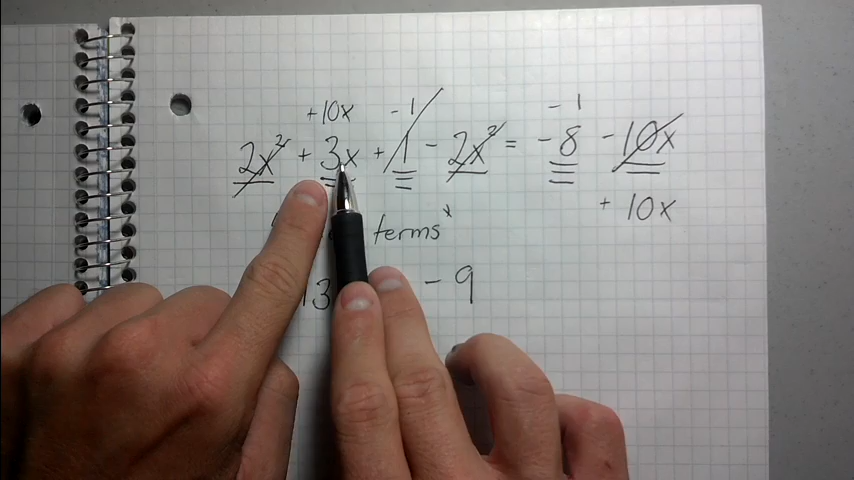 +10x -1 -1
2x² + 3x + 1 - 2x² = -8 -10x
+ 10x
terms*
13 - 9